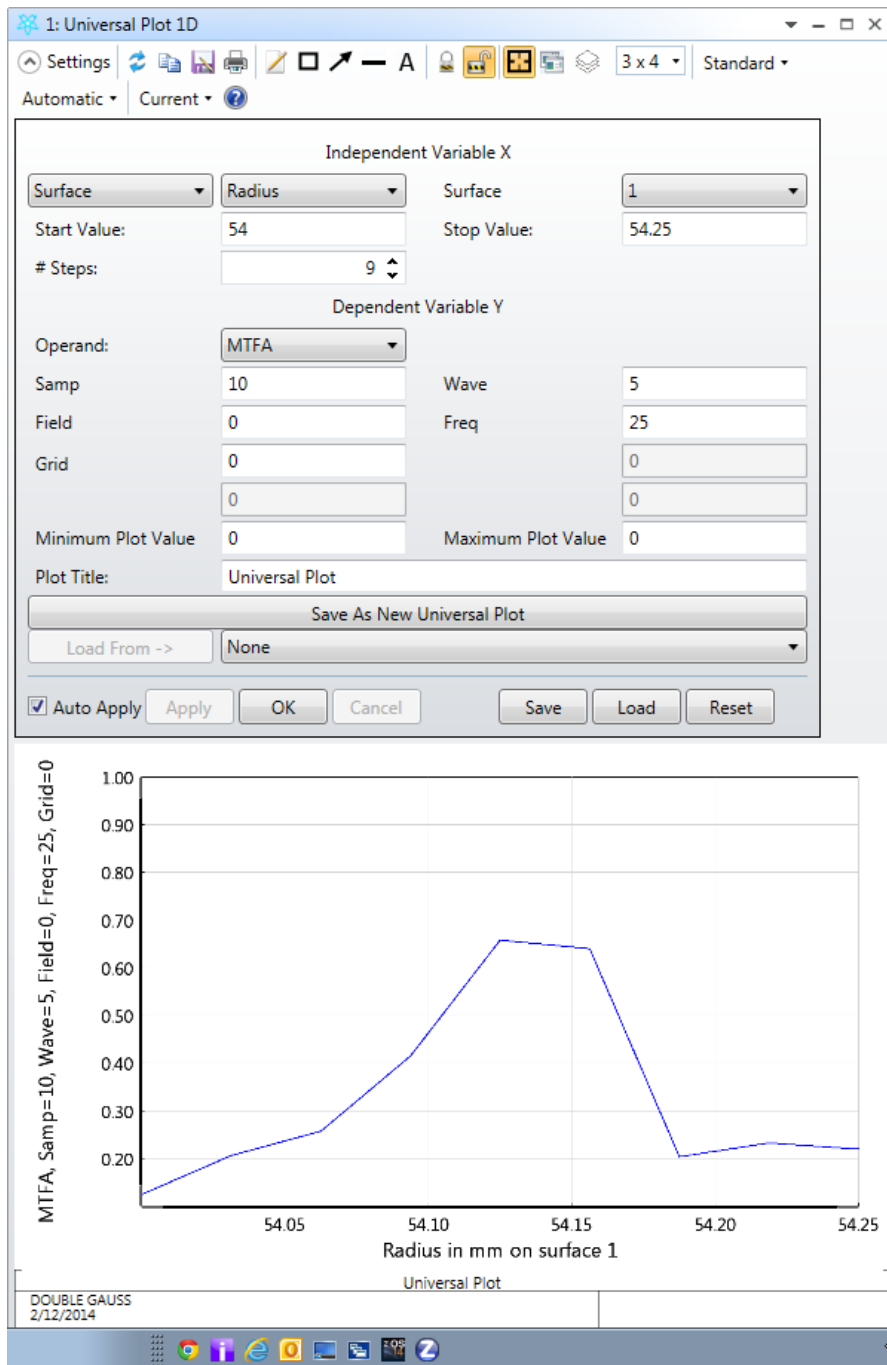 1: Universal Plot 1D
Settings A 3 x 4 Standard
Automatic Current ?
Independent Variable X
Surface Radius Surface 1
Start Value: 54 Stop Value: 54.25
# Steps: 9
Dependent Variable Y
Operand: MTFA
Samp 10 Wave 5
Field 0 Freq 25
Grid 0 0
0 0
Minimum Plot Value 0 Maximum Plot Value 0
Plot Title: Universal Plot
Save As New Universal Plot
Load From -> None
Auto Apply Apply OK Cancel Save Load Reset
MTFA, Samp=10, Wave=5, Field=0, Freq=25, Grid=0
1.00
0.90
0.80
0.70
0.60
0.50
0.40
0.30
0.20
54.05 54.10 54.15 54.20 54.25
Radius in mm on surface 1
Universal Plot
DOUBLE GAUSS
2/12/2014